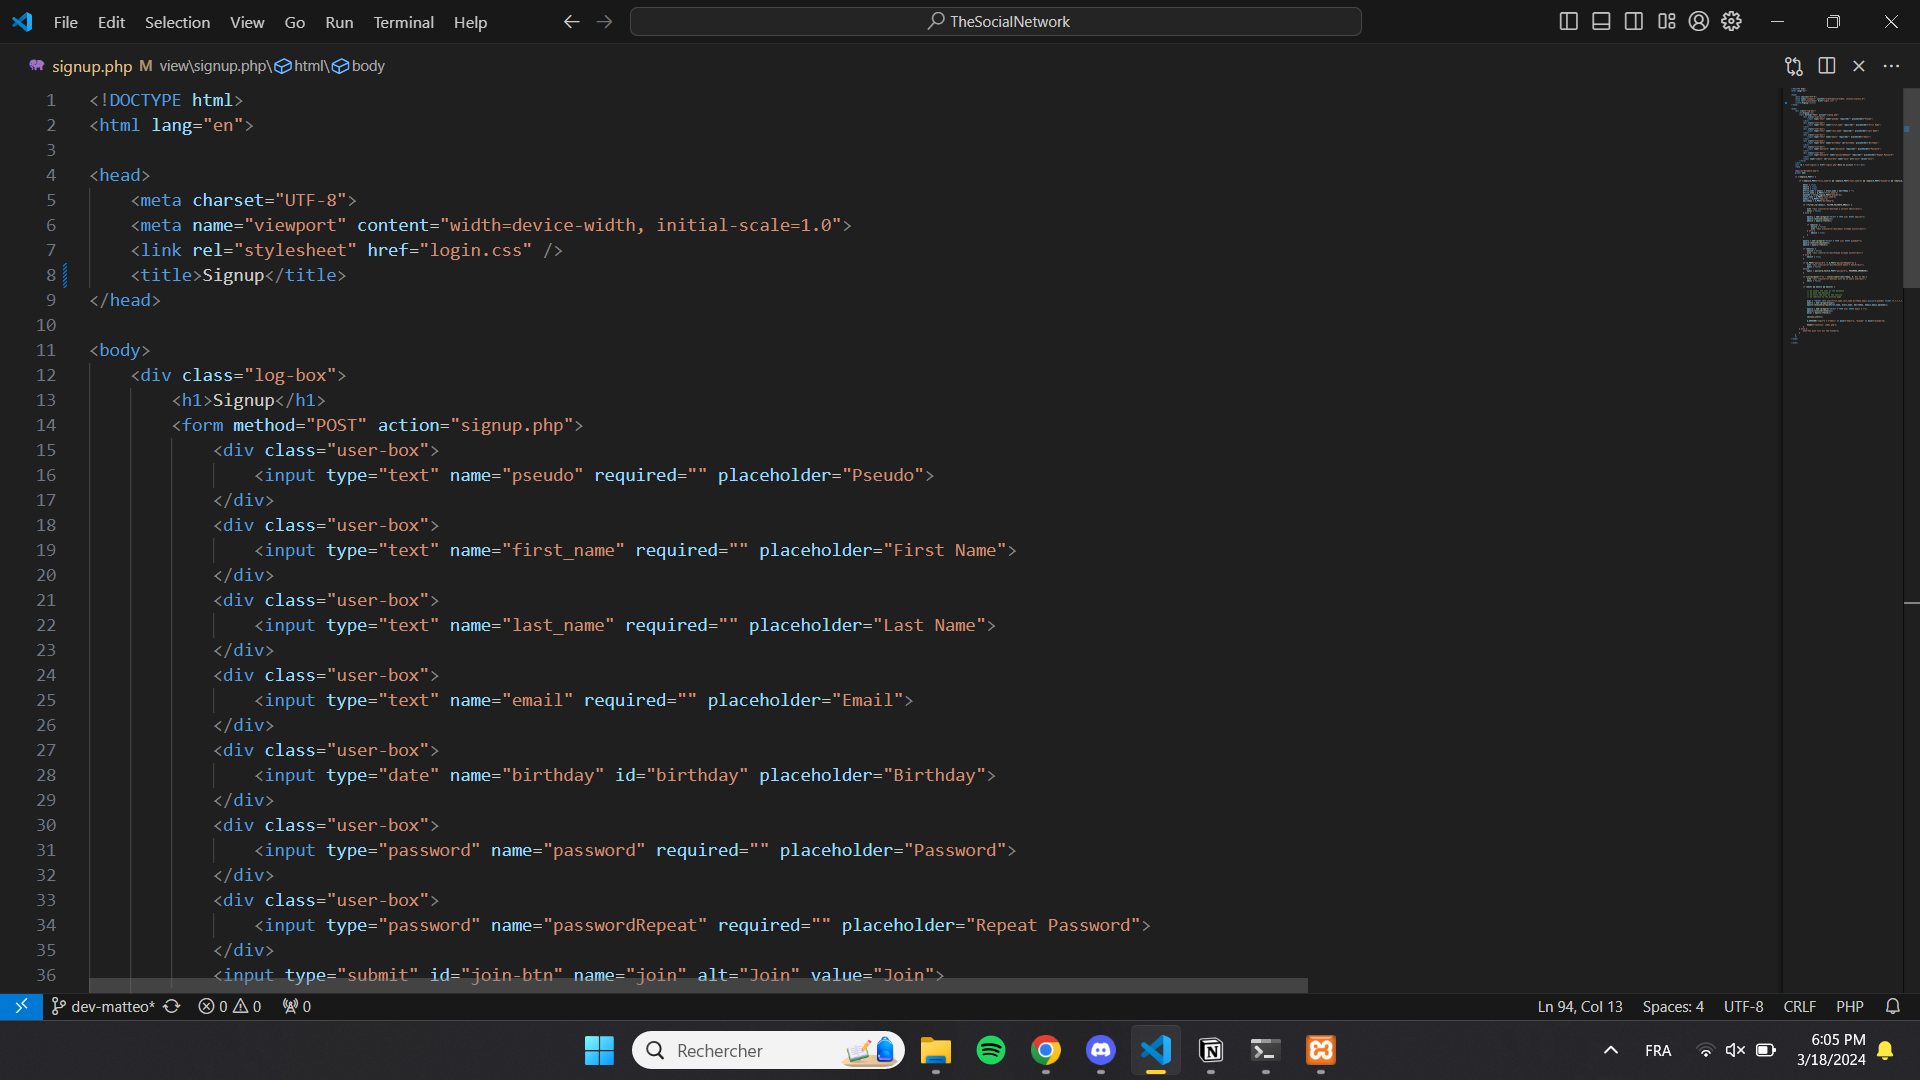 File Edit Selection View Go Run Terminal Help TheSocialNetwork
signup.php M view\signup.php\html\body
1 <!DOCTYPE html>
2 <html lang="en">
3
4 <head>
5 <meta charset="UTF-8">
6 <meta name="viewport" content="width=device-width, initial-scale=1.0">
7 <link rel="stylesheet" href="login.css" />
8 <title>Signup</title>
9 </head>
10
11 <body>
12 <div class="log-box">
13 <h1>Signup</h1>
14 <form method="POST" action="signup.php">
15 <div class="user-box">
16 <input type="text" name="pseudo" required="" placeholder="Pseudo">
17 </div>
18 <div class="user-box">
19 <input type="text" name="first_name" required="" placeholder="First Name">
20 </div>
21 <div class="user-box">
22 <input type="text" name="last_name" required="" placeholder="Last Name">
23 </div>
24 <div class="user-box">
25 <input type="text" name="email" required="" placeholder="Email">
26 </div>
27 <div class="user-box">
28 <input type="date" name="birthday" id="birthday" placeholder="Birthday">
29 </div>
30 <div class="user-box">
31 <input type="password" name="password" required="" placeholder="Password">
32 </div>
33 <div class="user-box">
34 <input type="password" name="passwordRepeat" required="" placeholder="Repeat Password">
35 </div>
36 <input type="submit" id="join-btn" name="join" alt="Join" value="Join">
dev-matteo* 0 0 0 Ln 94, Col 13 Spaces: 4 UTF-8 CRLF PHP
Rechercher FRA 6:05 PM
3/18/2024